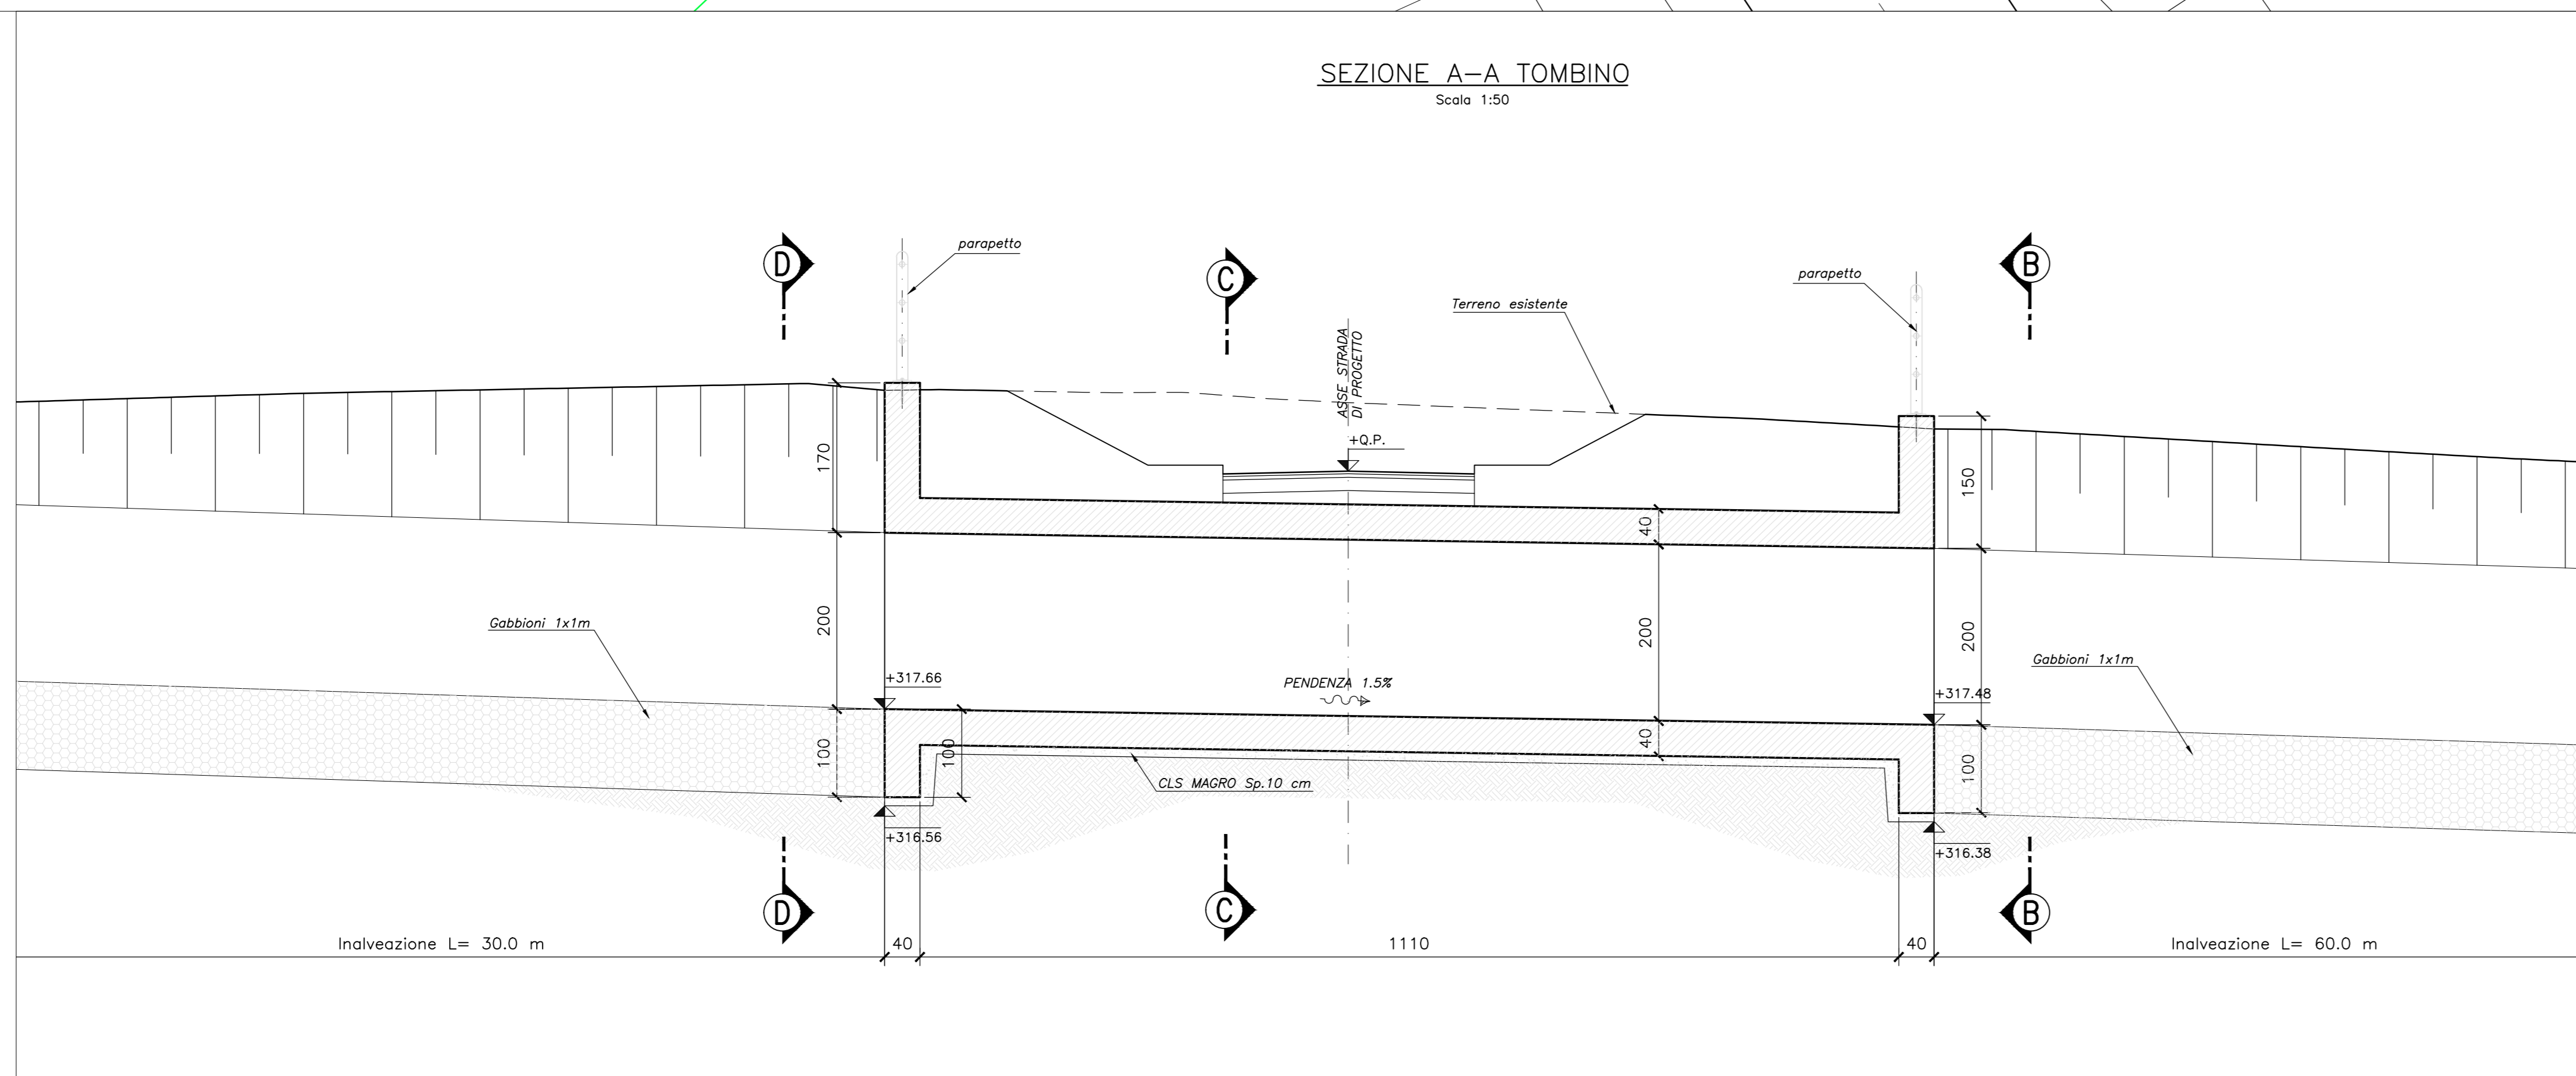 SEZIONE A-A TOMBINO
Scala 1:50
D
parapetto
C
B
parapetto
Terreno esistente
ASSE STRADA
DI PROGETTO
+Q.P.
170
150
40
200
200
200
Gabbioni 1x1m
Gabbioni 1x1m
+317.66
PENDENZA 1.5%
+317.48
100
100
40
100
CLS MAGRO Sp.10 cm
+316.56
+316.38
D
C
B
Inalveazione L= 30.0 m
40
1110
40
Inalveazione L= 60.0 m